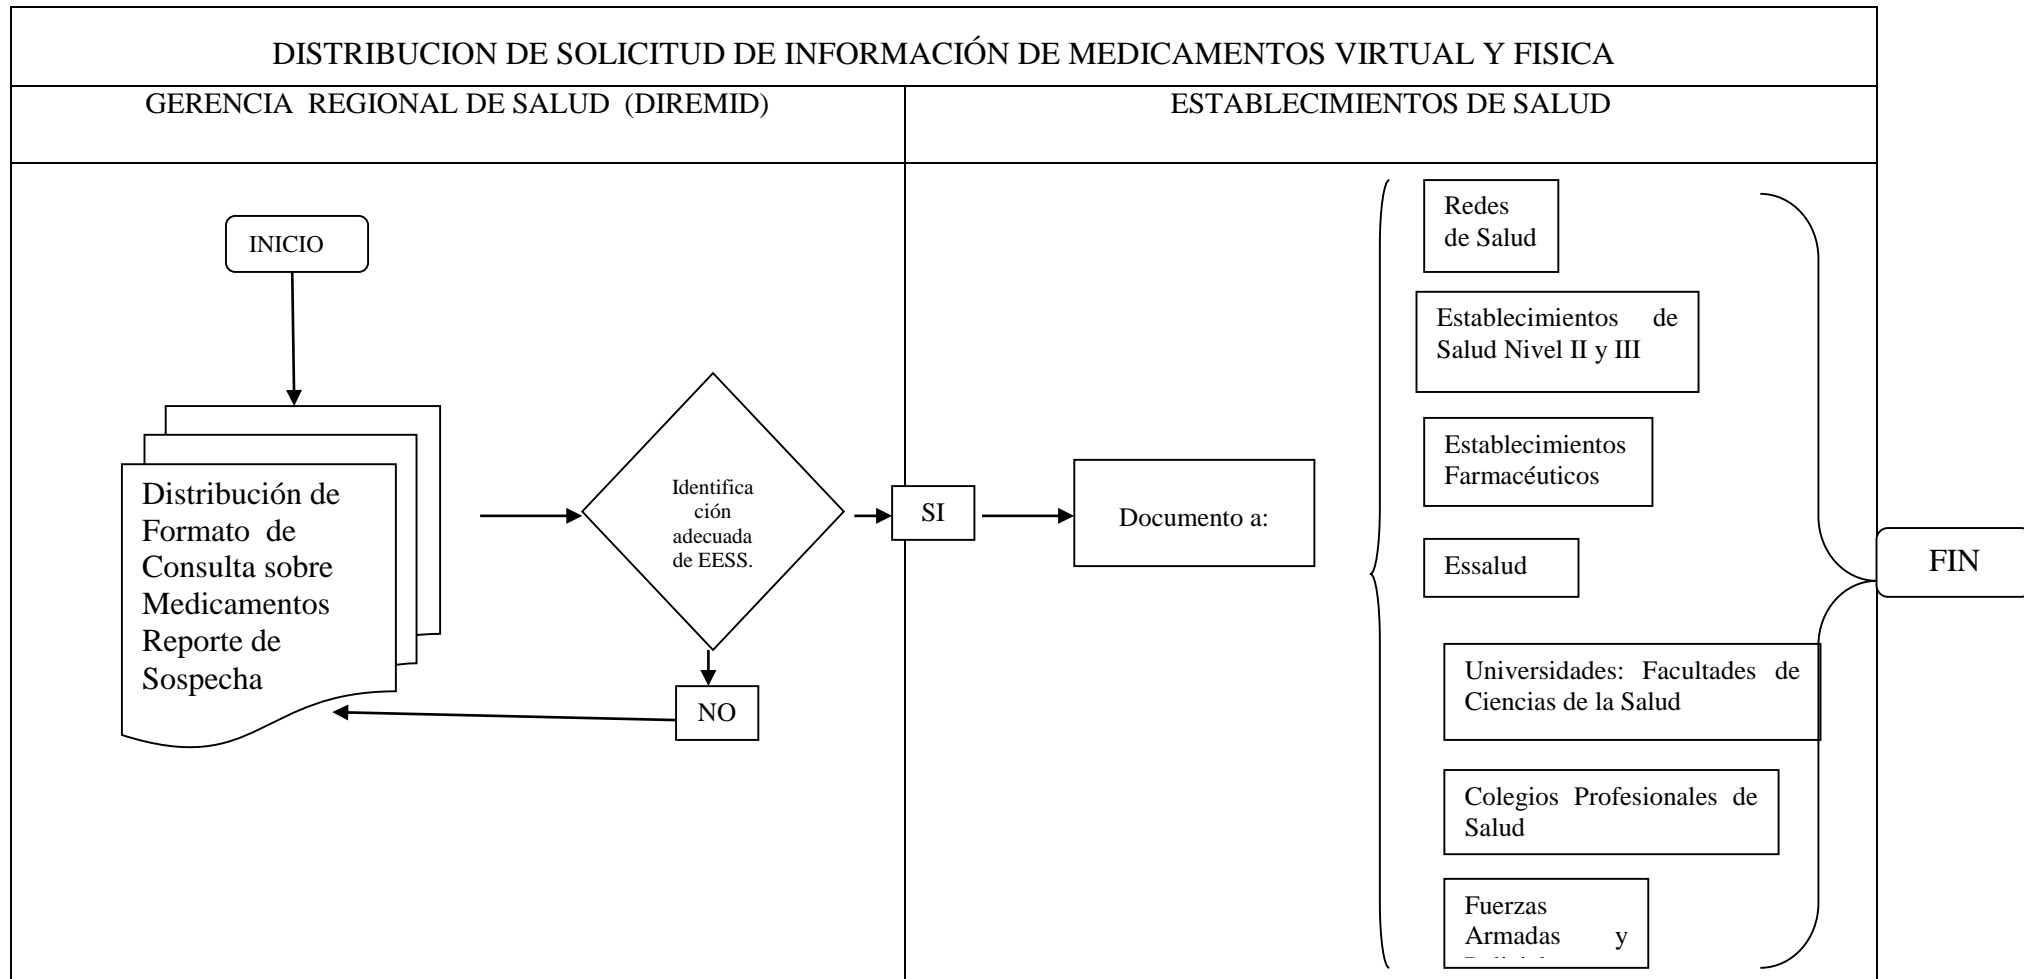 DISTRIBUCION DE SOLICITUD DE INFORMACIÓN DE MEDICAMENTOS VIRTUAL Y FISICA
GERENCIA REGIONAL DE SALUD (DIREMID)
ESTABLECIMIENTOS DE SALUD
INICIO
Distribución de
Formato de
Consulta sobre
Medicamentos
Reporte de
Sospecha
Identifica
ción
adecuada
de EESS.
SI
NO
Documento a:
Redes
de Salud
Establecimientos de
Salud Nivel II y III
Establecimientos
Farmacéuticos
Essalud
Universidades: Facultades de
Ciencias de la Salud
Colegios Profesionales de
Salud
Fuerzas
Armadas y
FIN